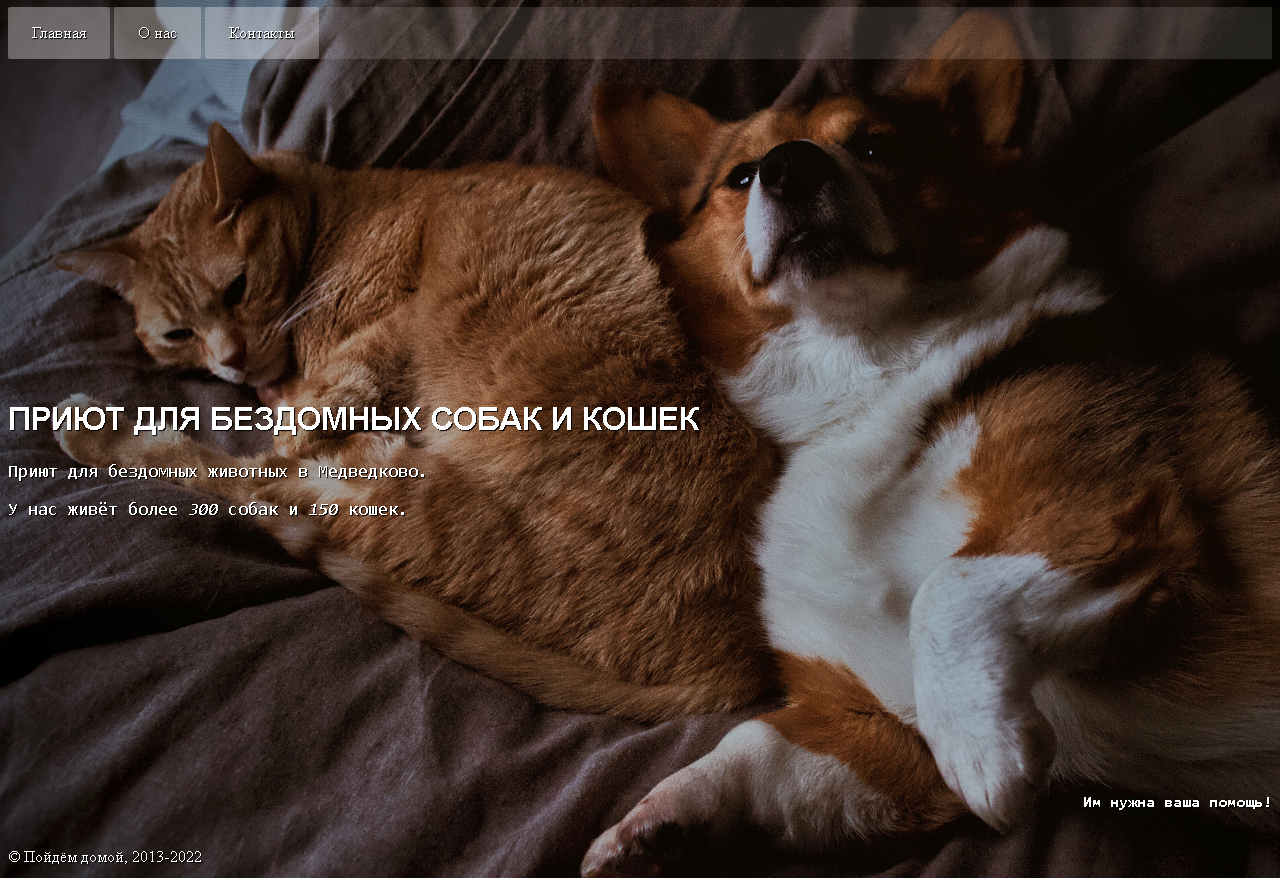 Главная О нас Контакты
ПРИЮТ ДЛЯ БЕЗДОМНЫХ СОБАК И КОШЕК
Приют для бездомных животных в Медведково.
У нас живёт более 300 собак и 150 кошек.
Им нужна ваша помощь!
© Пойдём домой, 2013-2022